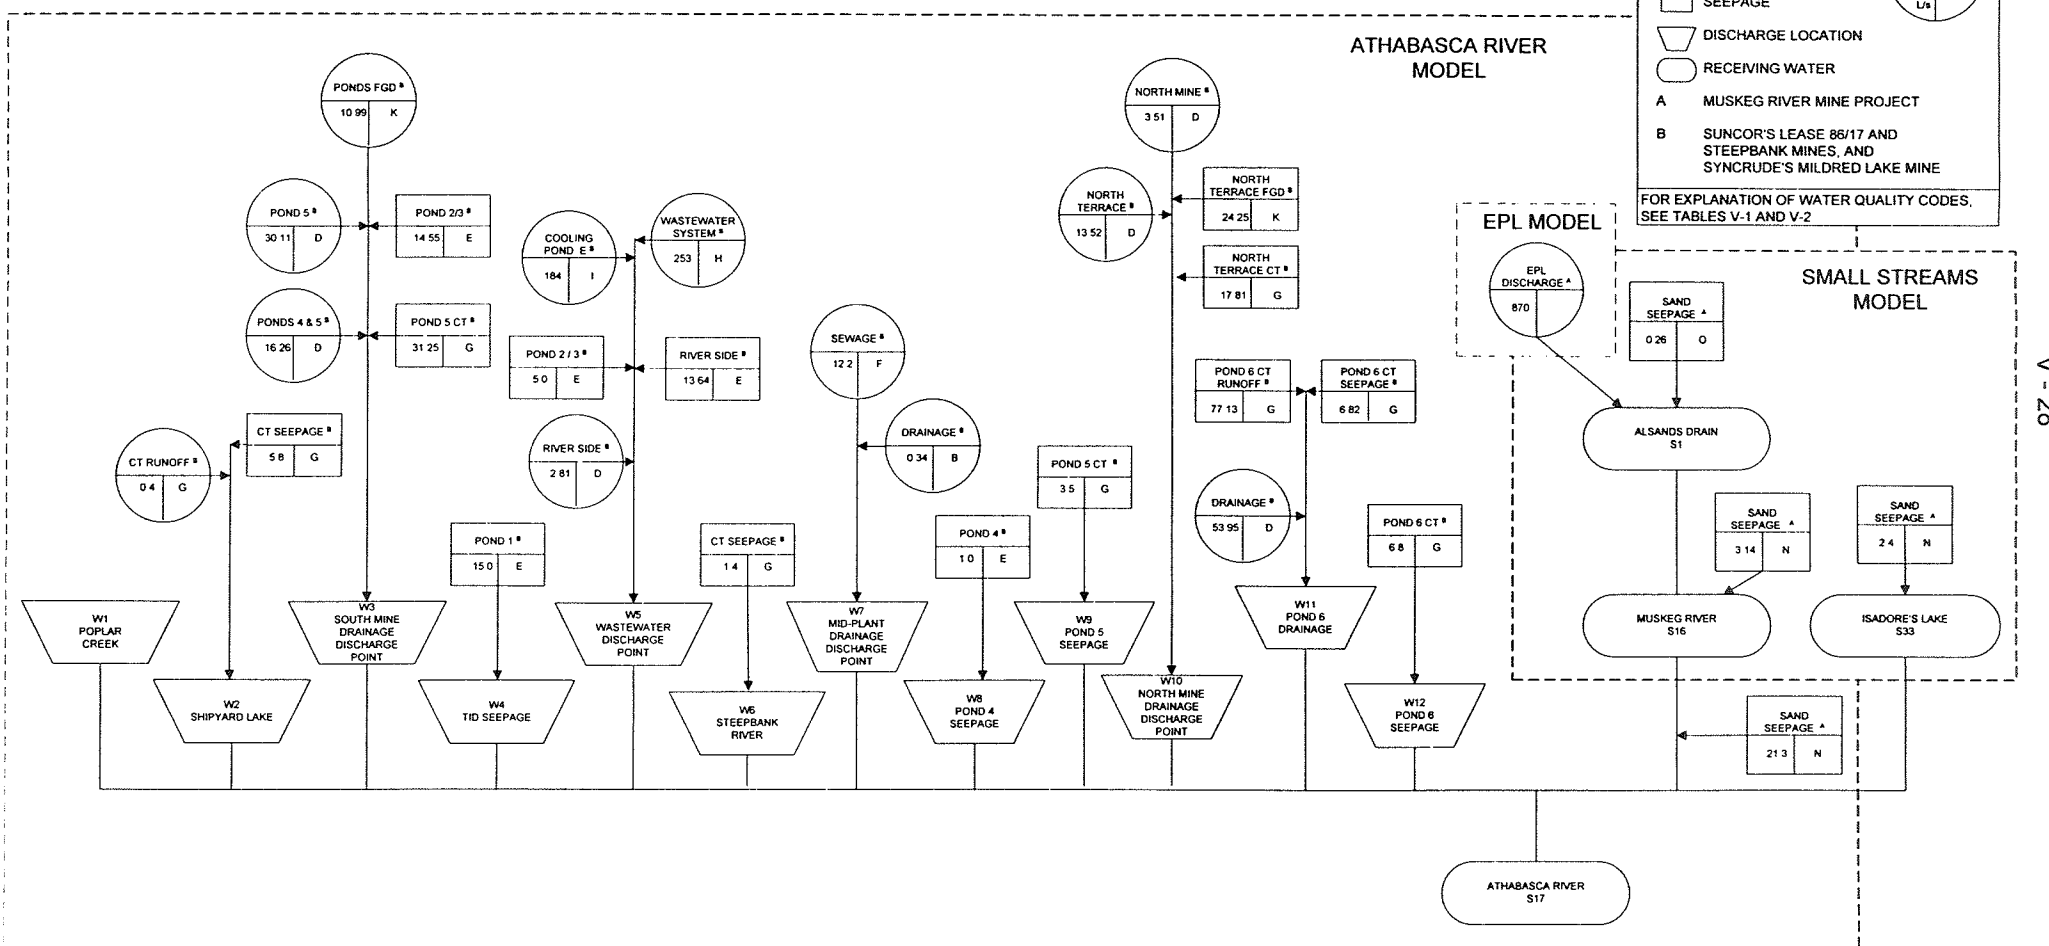 ATHABASCA RIVER
MODEL
SEEPAGE
L/s
DISCHARGE LOCATION
RECEIVING WATER
A MUSKEG RIVER MINE PROJECT
B SUNCOR'S LEASE 86/17 AND
STEEPBANK MINES, AND
SYNCRUDE'S MILDRED LAKE MINE
FOR EXPLANATION OF WATER QUALITY CODES,
SEE TABLES V-1 AND V-2
V - 26
PONDS FGD B
10 99 K
POND 5 B
30 11 D
POND 2/3 B
14 55 E
PONDS 4 & 5 B
16 26 D
POND 5 CT B
31 25 G
CT RUNOFF B
0 4 G
CT SEEPAGE B
5 8 G
COOLING
POND E B
184 I
WASTEWATER
SYSTEM B
253 H
POND 2 / 3 B
5 0 E
RIVER SIDE B
13 64 E
RIVER SIDE B
2 81 D
POND 1 B
15 0 E
CT SEEPAGE B
1 4 G
SEWAGE B
12 2 F
DRAINAGE B
0 34 B
POND 4 B
1 0 E
POND 5 CT B
3 5 G
NORTH MINE B
3 51 D
NORTH
TERRACE B
13 52 D
NORTH
TERRACE FGD B
24 25 K
NORTH
TERRACE CT B
17 81 G
POND 6 CT
RUNOFF B
77 13 G
POND 6 CT
SEEPAGE B
6 82 G
DRAINAGE B
53 95 D
POND 6 CT B
6 8 G
EPL MODEL
EPL
DISCHARGE A
870
SMALL STREAMS
MODEL
SAND
SEEPAGE A
0 26 O
ALSANDS DRAIN
S1
SAND
SEEPAGE A
3 14 N
SAND
SEEPAGE A
2 4 N
MUSKEG RIVER
S16
ISADORE'S LAKE
S33
SAND
SEEPAGE A
21 3 N
W1
POPLAR
CREEK
W2
SHIPYARD LAKE
W3
SOUTH MINE
DRAINAGE
DISCHARGE
POINT
W4
TID SEEPAGE
W5
WASTEWATER
DISCHARGE
POINT
W6
STEEPBANK
RIVER
W7
MID-PLANT
DRAINAGE
DISCHARGE
POINT
W8
POND 4
SEEPAGE
W9
POND 5
SEEPAGE
W10
NORTH MINE
DRAINAGE
DISCHARGE
POINT
W11
POND 6
DRAINAGE
W12
POND 6
SEEPAGE
ATHABASCA RIVER
S17